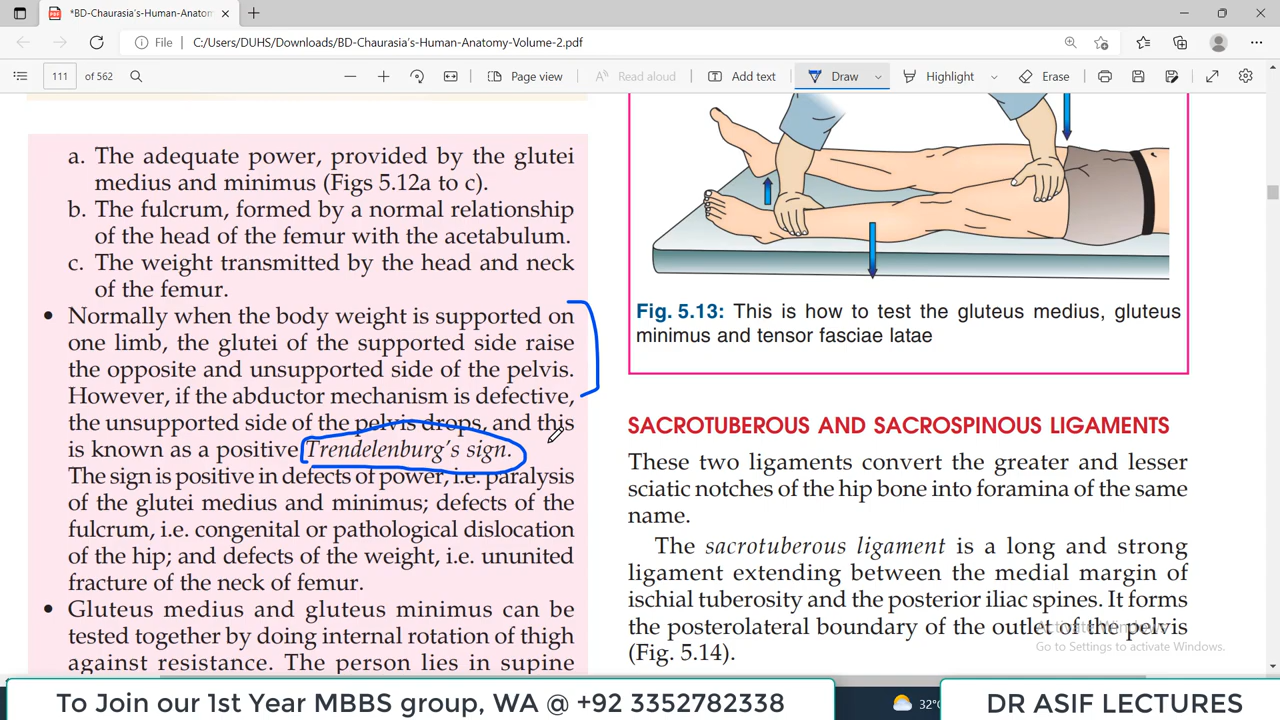 *BD-Chaurasia's-Human-Anatom
File
C:/Users/DUHS/Downloads/BD-Chaurasia's-Human-Anatomy-Volume-2.pdf
111 of 562
Page view
Read aloud
Add text
Draw
Highlight
Erase
a. The adequate power, provided by the glutei
medius and minimus (Figs 5.12a to c).
b. The fulcrum, formed by a normal relationship
of the head of the femur with the acetabulum.
c. The weight transmitted by the head and neck
of the femur.
• Normally when the body weight is supported on
one limb, the glutei of the supported side raise
the opposite and unsupported side of the pelvis.
However, if the abductor mechanism is defective,
the unsupported side of the pelvis drops, and this
is known as a positive Trendelenburg's sign.
The sign is positive in defects of power, i.e. paralysis
of the glutei medius and minimus; defects of the
fulcrum, i.e. congenital or pathological dislocation
of the hip; and defects of the weight, i.e. ununited
fracture of the neck of femur.
• Gluteus medius and gluteus minimus can be
tested together by doing internal rotation of thigh
against resistance. The person lies in supine
Fig. 5.13: This is how to test the gluteus medius, gluteus
minimus and tensor fasciae latae
SACROTUBEROUS AND SACROSPINOUS LIGAMENTS
These two ligaments convert the greater and lesser
sciatic notches of the hip bone into foramina of the same
name.
The sacrotuberous ligament is a long and strong
ligament extending between the medial margin of
ischial tuberosity and the posterior iliac spines. It forms
the posterolateral boundary of the outlet of the pelvis
(Fig. 5.14).
Activate Windows
Go to Settings to activate Windows.
To Join our 1st Year MBBS group, WA @ +92 3352782338
32°
DR ASIF LECTURES